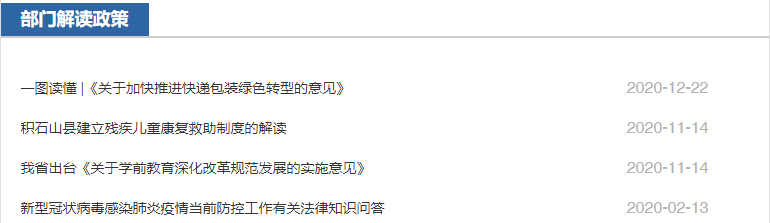 部门解读政策
一图读懂 |《关于加快推进快递包装绿色转型的意见》 2020-12-22
积石山县建立残疾儿童康复救助制度的解读 2020-11-14
我省出台《关于学前教育深化改革规范发展的实施意见》 2020-11-14
新型冠状病毒感染肺炎疫情当前防控工作有关法律知识问答 2020-02-13